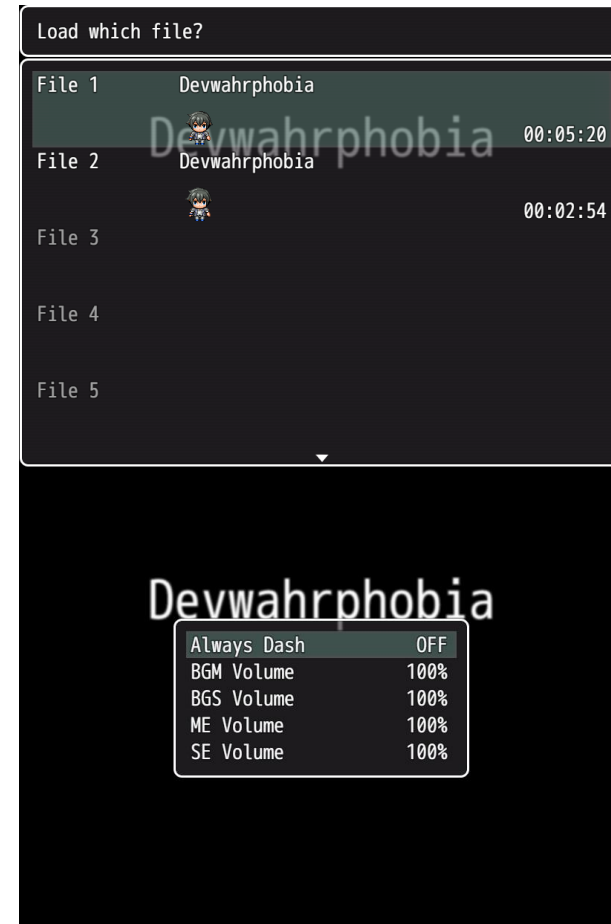 Load which file?
File 1 Devwahrphobia
Devwahrphobia
00:05:20
File 2 Devwahrphobia
00:02:54
File 3
File 4
File 5
Devwahrphobia
Always Dash OFF
BGM Volume 100%
BGS Volume 100%
ME Volume 100%
SE Volume 100%